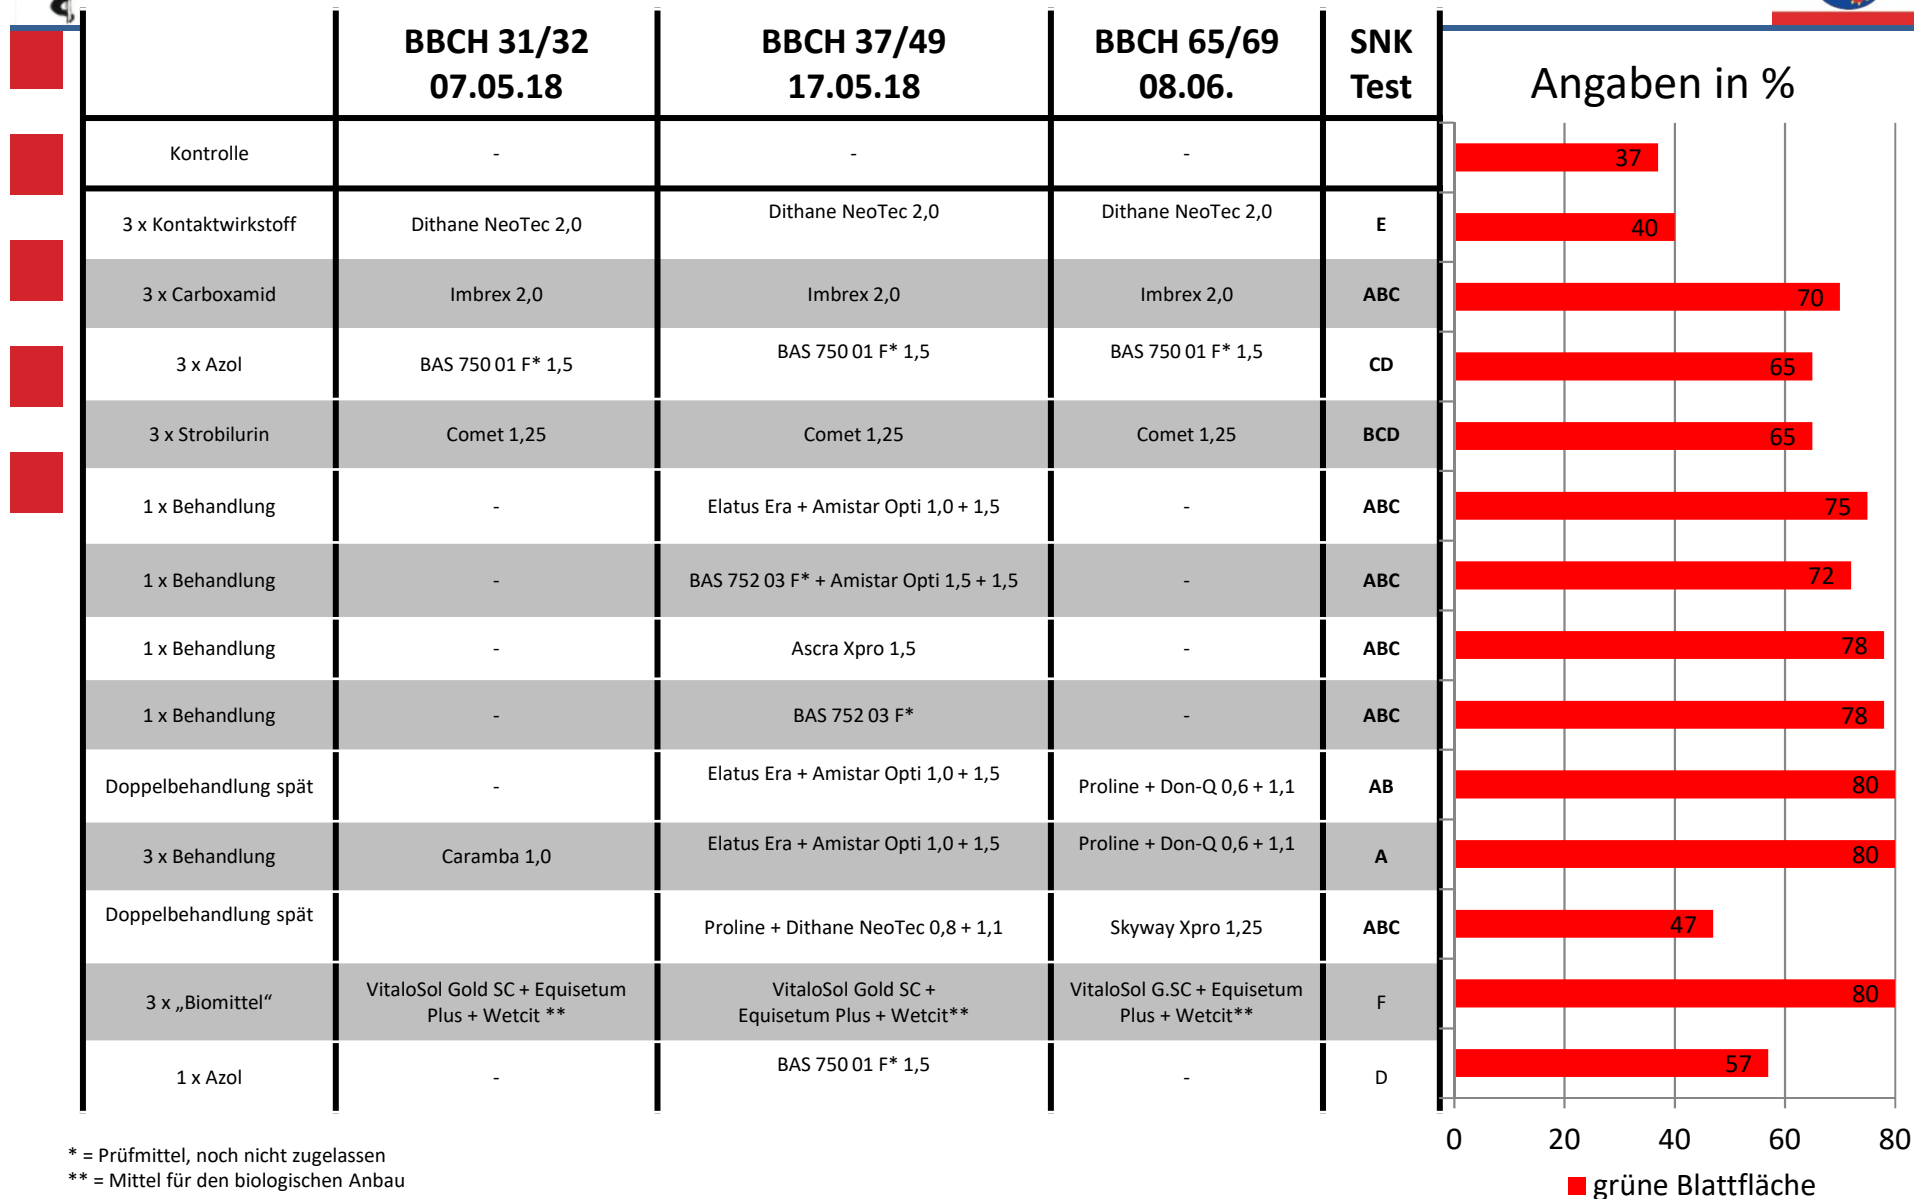 BBCH 31/32
07.05.18
BBCH 37/49
17.05.18
BBCH 65/69
08.06.
SNK
Test
Angaben in %
Kontrolle - - - 37
3 x Kontaktwirkstoff Dithane NeoTec 2,0 Dithane NeoTec 2,0 Dithane NeoTec 2,0 E 40
3 x Carboxamid Imbrex 2,0 Imbrex 2,0 Imbrex 2,0 ABC 70
3 x Azol BAS 750 01 F* 1,5 BAS 750 01 F* 1,5 BAS 750 01 F* 1,5 CD 65
3 x Strobilurin Comet 1,25 Comet 1,25 Comet 1,25 BCD 65
1 x Behandlung - Elatus Era + Amistar Opti 1,0 + 1,5 - ABC 75
1 x Behandlung - BAS 752 03 F* + Amistar Opti 1,5 + 1,5 - ABC 72
1 x Behandlung - Ascra Xpro 1,5 - ABC 78
1 x Behandlung - BAS 752 03 F* - ABC 78
Doppelbehandlung spät - Elatus Era + Amistar Opti 1,0 + 1,5 Proline + Don-Q 0,6 + 1,1 AB 80
3 x Behandlung Caramba 1,0 Elatus Era + Amistar Opti 1,0 + 1,5 Proline + Don-Q 0,6 + 1,1 A 80
Doppelbehandlung spät Proline + Dithane NeoTec 0,8 + 1,1 Skyway Xpro 1,25 ABC 47
3 x „Biomittel“
VitaloSol Gold SC + Equisetum
Plus + Wetcit **
VitaloSol Gold SC +
Equisetum Plus + Wetcit**
VitaloSol G.SC + Equisetum
Plus + Wetcit**
F
80
1 x Azol - BAS 750 01 F* 1,5 - D 57
0 20 40 60 80
grüne Blattfläche
* = Prüfmittel, noch nicht zugelassen
** = Mittel für den biologischen Anbau